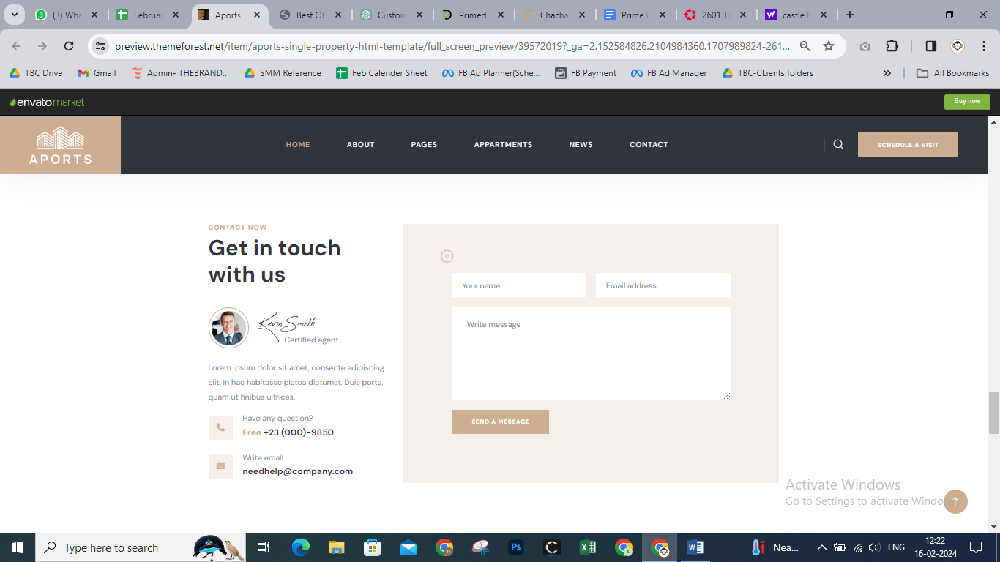 3
(3) Wha
Februar
Aports
Best Of
Custom
Primed
Chacha
Prime C
2601 TX
castle H
preview.themeforest.net/item/aports-single-property-html-template/full_screen_preview/39572019?_ga=2.152584826.2104984360.1707989824-261...
TBC Drive
Gmail
Admin- THEBRAND...
SMM Reference
Feb Calender Sheet
FB Ad Planner(Sche...
FB Payment
FB Ad Manager
TBC-CLients folders
All Bookmarks
envato market
Buy now
APORTS
HOME
ABOUT
PAGES
APPARTMENTS
NEWS
CONTACT
SCHEDULE A VISIT
CONTACT NOW
Get in touch
with us
Kevin Smith
Certified agent
Lorem ipsum dolor sit amet, consecte adipiscing
elit. In hac habitasse platea dictumst. Duis porta,
quam ut finibus ultrices.
Have any question?
Free +23 (000)-9850
Write email
needhelp@company.com
Your name
Email address
Write message
SEND A MESSAGE
Activate Windows
Go to Settings to activate Windows.
Type here to search
Nea...
ENG
12:22
16-02-2024